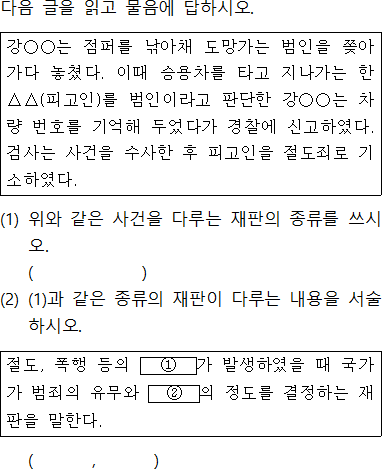 다음 글을 읽고 물음에 답하시오.
강○○는 점퍼를 낚아채 도망가는 범인을 쫓아
가다 놓쳤다. 이때 승용차를 타고 지나가는 한
△△(피고인)를 범인이라고 판단한 강○○는 차
량 번호를 기억해 두었다가 경찰에 신고하였다.
검사는 사건을 수사한 후 피고인을 절도죄로 기
소하였다.
(1) 위와 같은 사건을 다루는 재판의 종류를 쓰시
오.
( )
(2) (1)과 같은 종류의 재판이 다루는 내용을 서술
하시오.
절도, 폭행 등의 ① 가 발생하였을 때 국가
가 범죄의 유무와 ② 의 정도를 결정하는 재
판을 말한다.
( , )